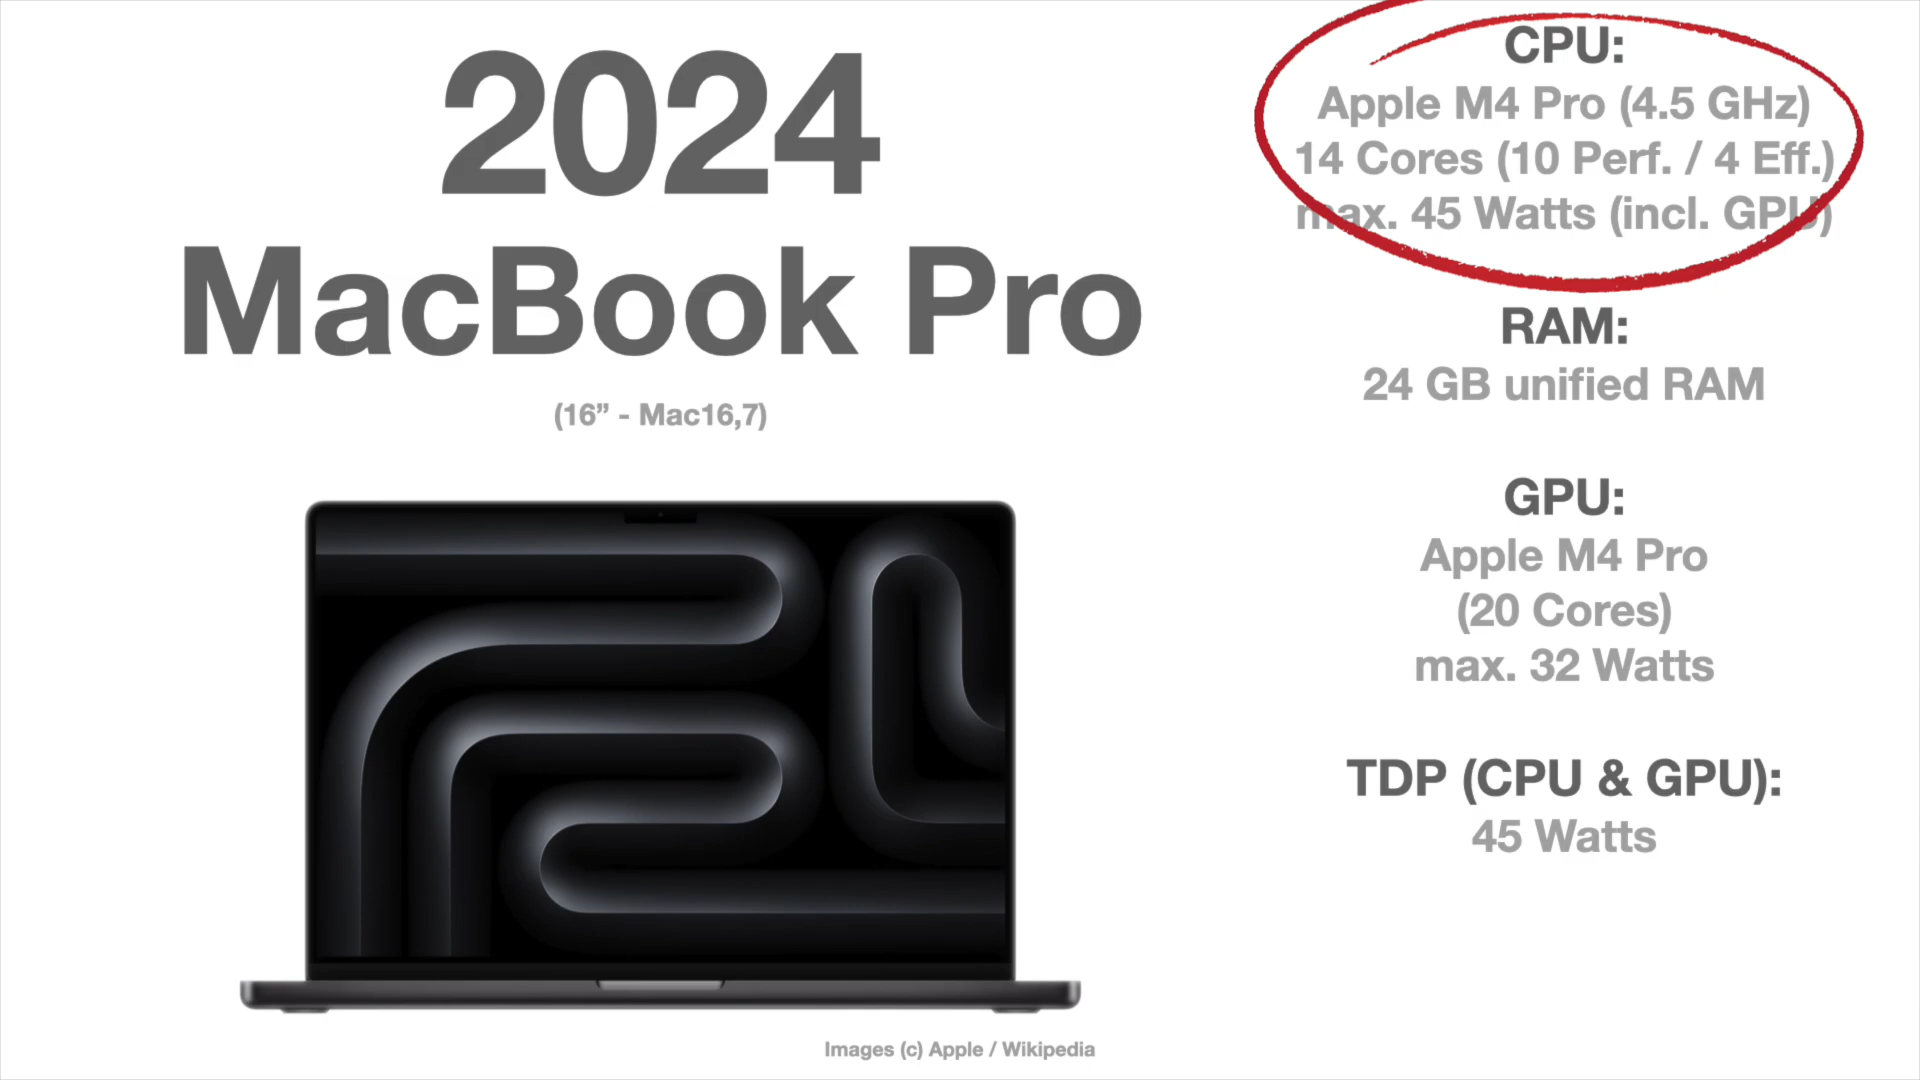 2024
MacBook Pro
(16” - Mac16,7)
CPU:
Apple M4 Pro (4.5 GHz)
14 Cores (10 Perf. / 4 Eff.)
max. 45 Watts (incl. GPU)
RAM:
24 GB unified RAM
GPU:
Apple M4 Pro
(20 Cores)
max. 32 Watts
TDP (CPU & GPU):
45 Watts
Images (c) Apple / Wikipedia